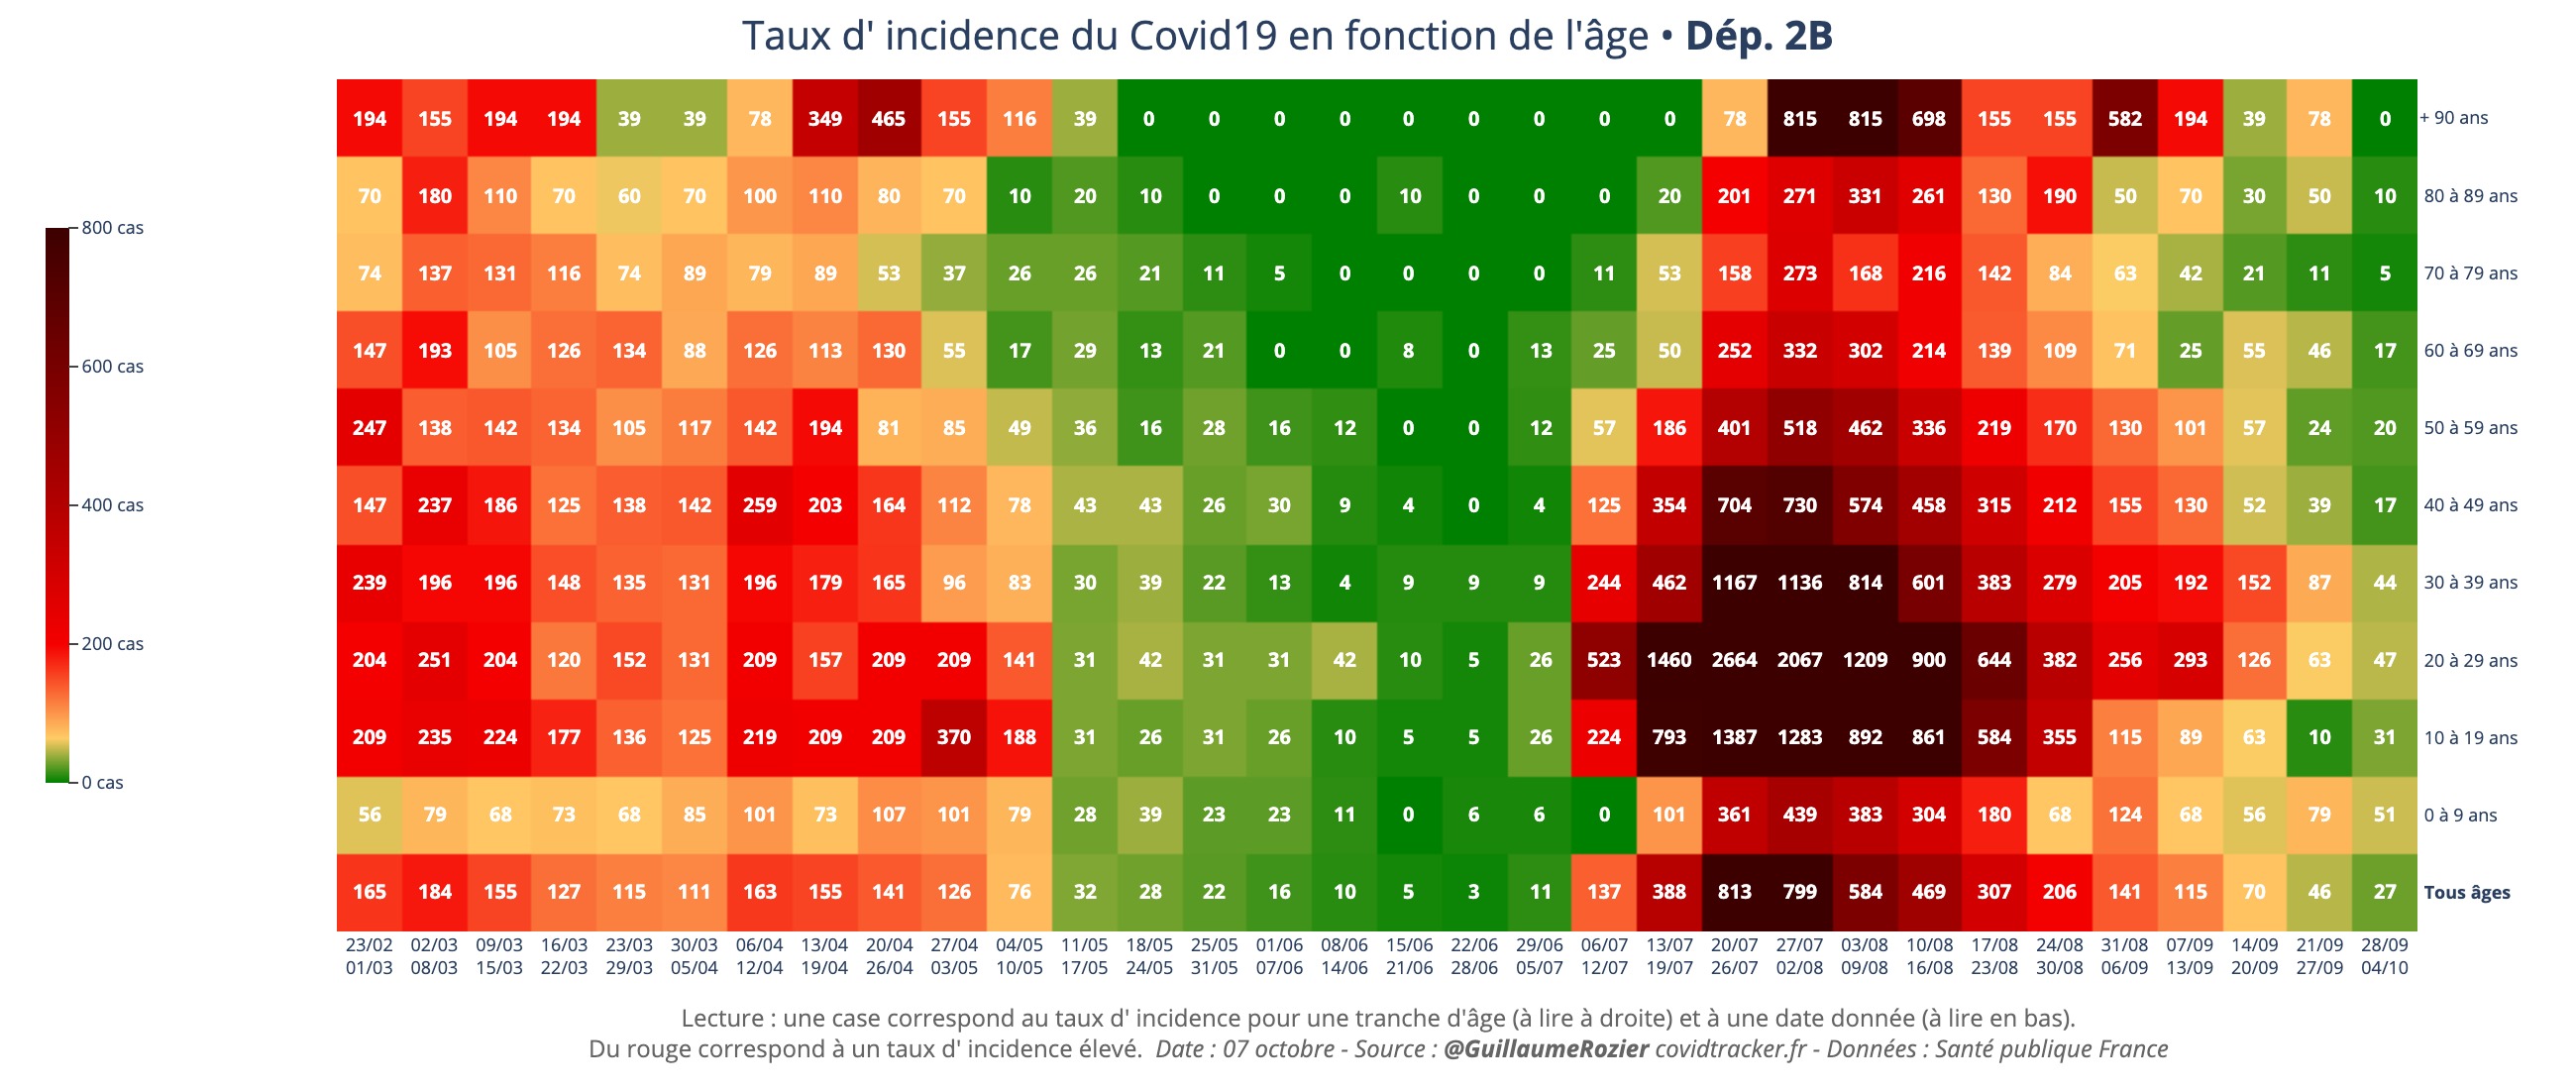 Taux d' incidence du Covid19 en fonction de l'âge • Dép. 2B
194 155 194 194 39 39 78 349 465 155 116 39 0 0 0 0 0 0 0 0 0 78 815 815 698 155 155 582 194 39 78 0 + 90 ans
70 180 110 70 60 70 100 110 80 70 10 20 10 0 0 0 10 0 0 0 20 201 271 331 261 130 190 50 70 30 50 10 80 à 89 ans
800 cas
74 137 131 116 74 89 79 89 53 37 26 26 21 11 5 0 0 0 0 11 53 158 273 168 216 142 84 63 42 21 11 5 70 à 79 ans
147 193 105 126 134 88 126 113 130 55 17 29 13 21 0 0 8 0 13 25 50 252 332 302 214 139 109 71 25 55 46 17 60 à 69 ans
600 cas
247 138 142 134 105 117 142 194 81 85 49 36 16 28 16 12 0 0 12 57 186 401 518 462 336 219 170 130 101 57 24 20 50 à 59 ans
400 cas
147 237 186 125 138 142 259 203 164 112 78 43 43 26 30 9 4 0 4 125 354 704 730 574 458 315 212 155 130 52 39 17 40 à 49 ans
239 196 196 148 135 131 196 179 165 96 83 30 39 22 13 4 9 9 9 244 462 1167 1136 814 601 383 279 205 192 152 87 44 30 à 39 ans
200 cas
204 251 204 120 152 131 209 157 209 209 141 31 42 31 31 42 10 5 26 523 1460 2664 2067 1209 900 644 382 256 293 126 63 47 20 à 29 ans
209 235 224 177 136 125 219 209 209 370 188 31 26 31 26 10 5 5 26 224 793 1387 1283 892 861 584 355 115 89 63 10 31 10 à 19 ans
0 cas
56 79 68 73 68 85 101 73 107 101 79 28 39 23 23 11 0 6 6 0 101 361 439 383 304 180 68 124 68 56 79 51 0 à 9 ans
165 184 155 127 115 111 163 155 141 126 76 32 28 22 16 10 5 3 11 137 388 813 799 584 469 307 206 141 115 70 46 27 Tous âges
23/02 02/03 09/03 16/03 23/03 30/03 06/04 13/04 20/04 27/04 04/05 11/05 18/05 25/05 01/06 08/06 15/06 22/06 29/06 06/07 13/07 20/07 27/07 03/08 10/08 17/08 24/08 31/08 07/09 14/09 21/09 28/09
01/03 08/03 15/03 22/03 29/03 05/04 12/04 19/04 26/04 03/05 10/05 17/05 24/05 31/05 07/06 14/06 21/06 28/06 05/07 12/07 19/07 26/07 02/08 09/08 16/08 23/08 30/08 06/09 13/09 20/09 27/09 04/10
Lecture : une case correspond au taux d' incidence pour une tranche d'âge (à lire à droite) et à une date donnée (à lire en bas).
Du rouge correspond à un taux d' incidence élevé. Date : 07 octobre - Source : @GuillaumeRozier covidtracker.fr - Données : Santé publique France